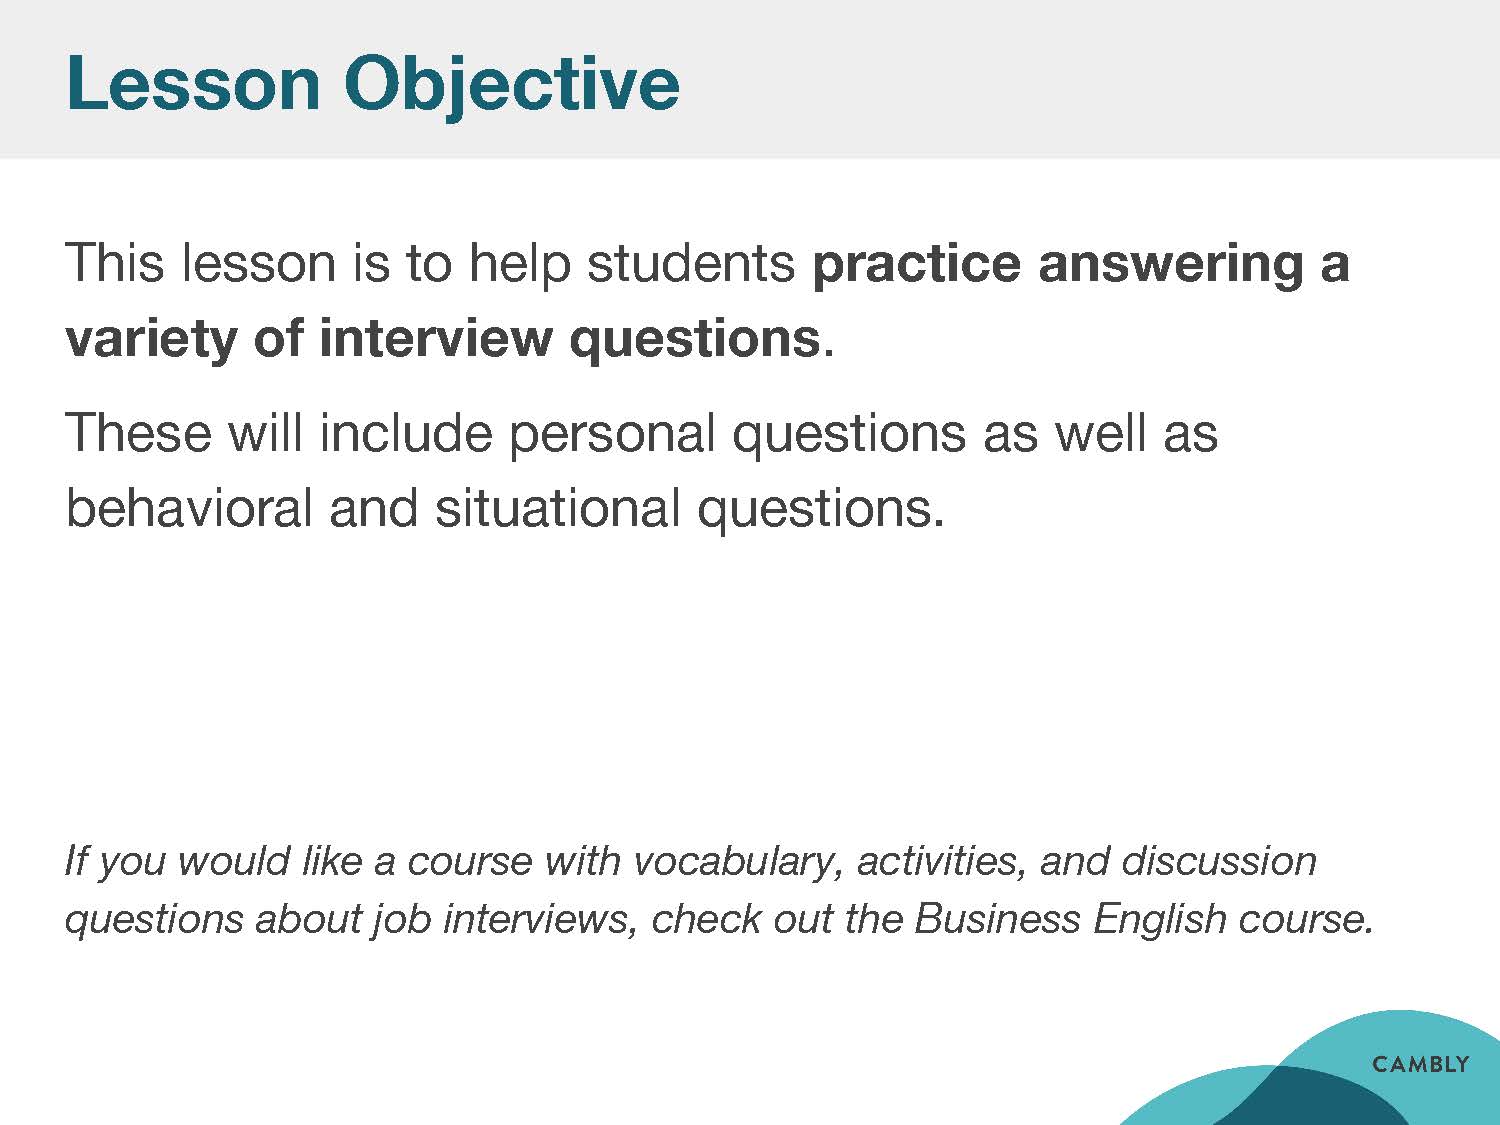 Lesson Objective
This lesson is to help students practice answering a
variety of interview questions.
These will include personal questions as well as
behavioral and situational questions.
If you would like a course with vocabulary, activities, and discussion
questions about job interviews, check out the Business English course.
CAMBLY